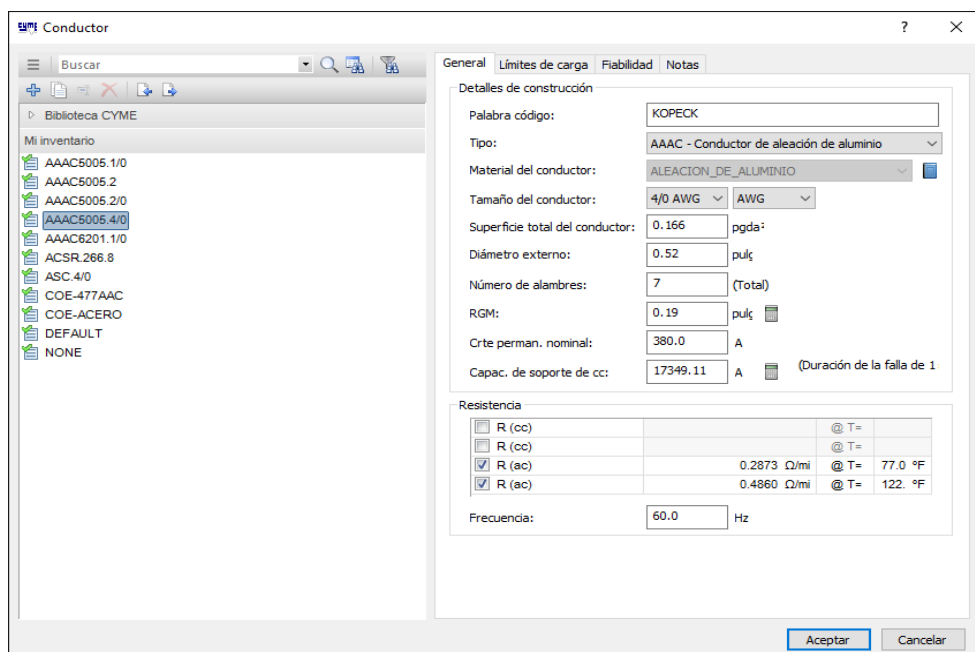 CYME Conductor ? ✕
Buscar
Biblioteca CYME
Mi inventario
AAAC5005.1/0
AAAC5005.2
AAAC5005.2/0
AAAC5005.4/0
AAAC6201.1/0
ACSR.266.8
ASC.4/0
COE-477AAC
COE-ACERO
DEFAULT
NONE
General Límites de carga Fiabilidad Notas
Detalles de construcción
Palabra código: KOPECK
Tipo: AAAC - Conductor de aleación de aluminio
Material del conductor: ALEACION_DE_ALUMINIO
Tamaño del conductor: 4/0 AWG AWG
Superficie total del conductor: 0.166 pgda²
Diámetro externo: 0.52 pulg
Número de alambres: 7 (Total)
RGM: 0.19 pulg
Crte perman. nominal: 380.0 A
Capac. de soporte de cc: 17349.11 A (Duración de la falla de 1
Resistencia
R (cc) @ T=
R (cc) @ T=
R (ac) 0.2873 Ω/mi @ T= 77.0 °F
R (ac) 0.4860 Ω/mi @ T= 122. °F
Frecuencia: 60.0 Hz
Aceptar Cancelar